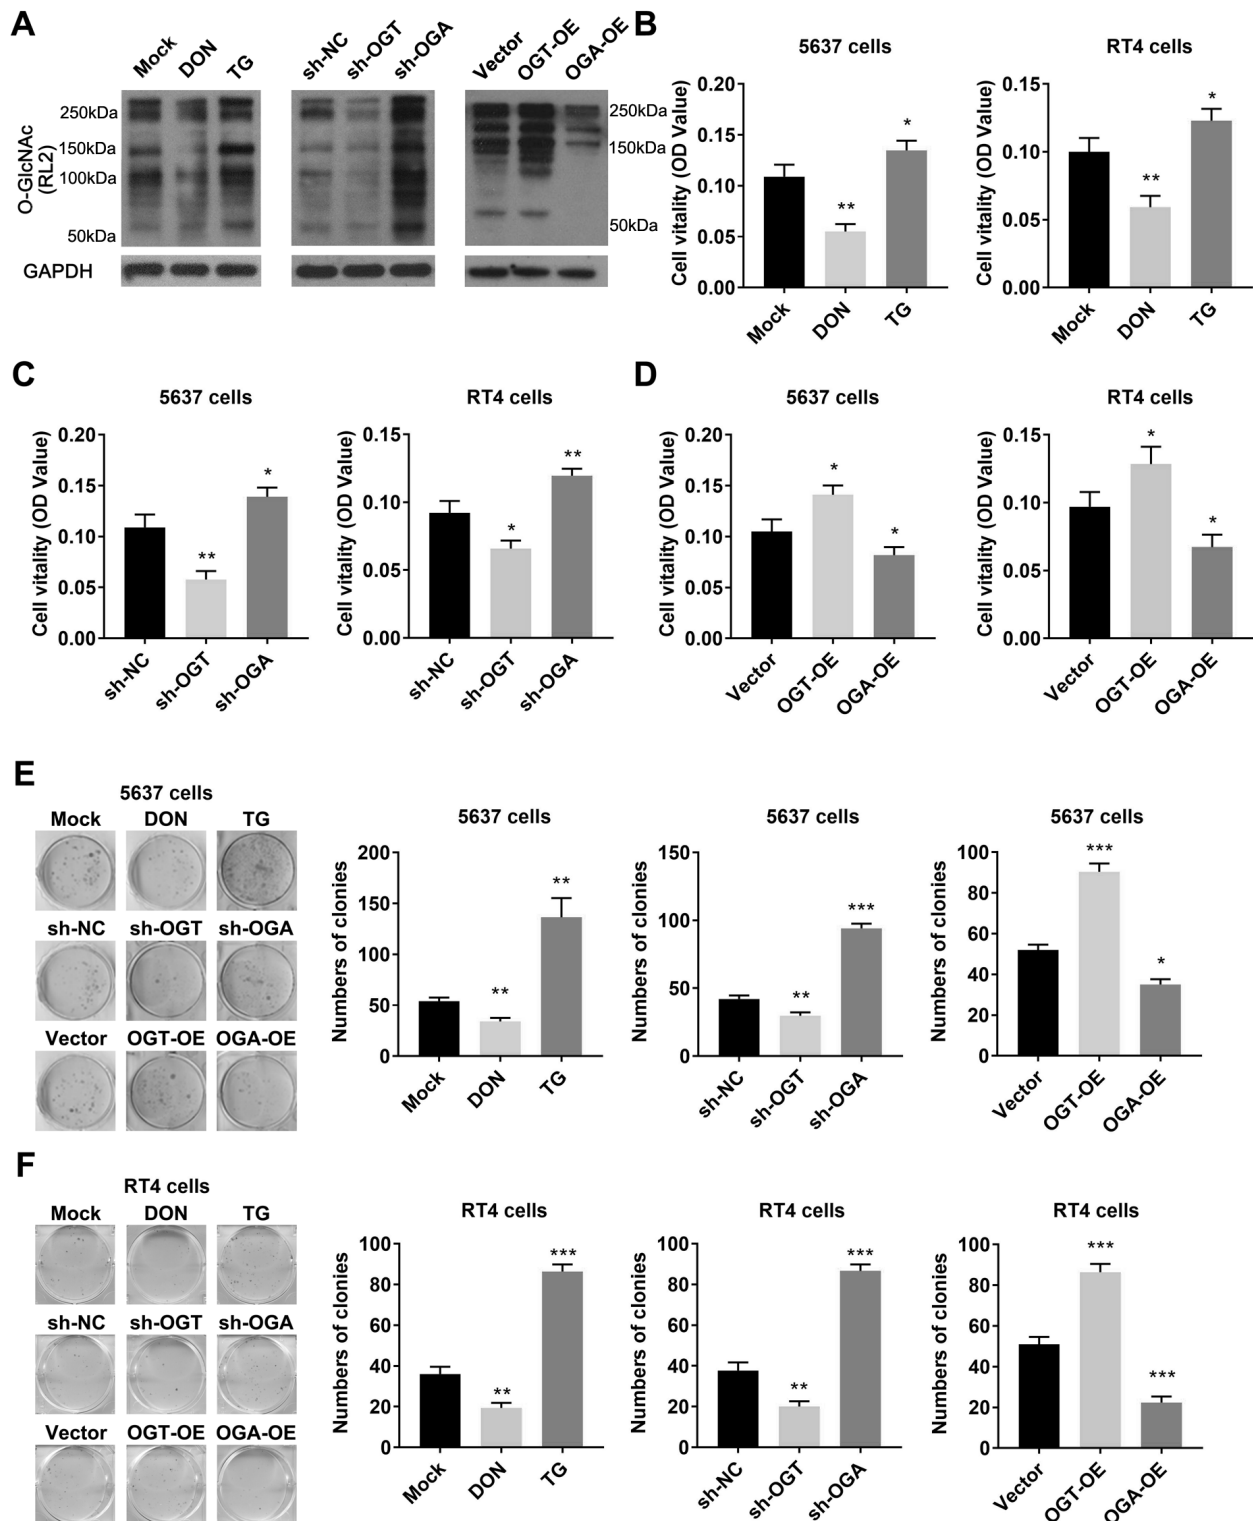 A
Mock
DON
TG
sh-NC
sh-OGT
sh-OGA
Vector
OGT-OE
OGA-OE
O-GlcNAc
(RL2)
250kDa
150kDa
100kDa
50kDa
250kDa
150kDa
50kDa
GAPDH
B
5637 cells
Cell vitality (OD Value)
0.20
0.15
0.10
0.05
0.00
**
*
Mock
DON
TG
RT4 cells
Cell vitality (OD Value)
0.15
0.10
0.05
0.00
**
*
Mock
DON
TG
C
5637 cells
Cell vitality (OD Value)
0.20
0.15
0.10
0.05
0.00
**
*
sh-NC
sh-OGT
sh-OGA
RT4 cells
Cell vitality (OD Value)
0.15
0.10
0.05
0.00
*
**
sh-NC
sh-OGT
sh-OGA
D
5637 cells
Cell vitality (OD Value)
0.20
0.15
0.10
0.05
0.00
*
*
Vector
OGT-OE
OGA-OE
RT4 cells
Cell vitality (OD Value)
0.15
0.10
0.05
0.00
*
*
Vector
OGT-OE
OGA-OE
E
5637 cells
Mock DON TG
sh-NC sh-OGT sh-OGA
Vector OGT-OE OGA-OE
5637 cells
Numbers of clonies
200
150
100
50
0
**
**
Mock
DON
TG
5637 cells
Numbers of clonies
150
100
50
0
**
***
sh-NC
sh-OGT
sh-OGA
5637 cells
Numbers of clonies
100
80
60
40
20
0
***
*
Vector
OGT-OE
OGA-OE
F
RT4 cells
Mock DON TG
sh-NC sh-OGT sh-OGA
Vector OGT-OE OGA-OE
RT4 cells
Numbers of clonies
100
80
60
40
20
0
**
***
Mock
DON
TG
RT4 cells
Numbers of clonies
100
80
60
40
20
0
**
***
sh-NC
sh-OGT
sh-OGA
RT4 cells
Numbers of clonies
100
80
60
40
20
0
***
***
Vector
OGT-OE
OGA-OE